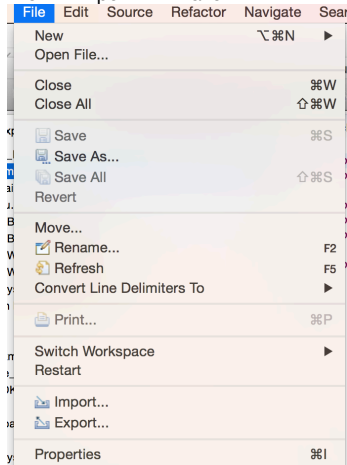 File Edit Source Refactor Navigate Sear
New ⌥⌘N ▶
Open File...
Close ⌘W
Close All ⇧⌘W
Save ⌘S
Save As...
Save All ⇧⌘S
Revert
Move...
Rename... F2
Refresh F5
Convert Line Delimiters To ▶
Print... ⌘P
Switch Workspace ▶
Restart
Import...
Export...
Properties ⌘I